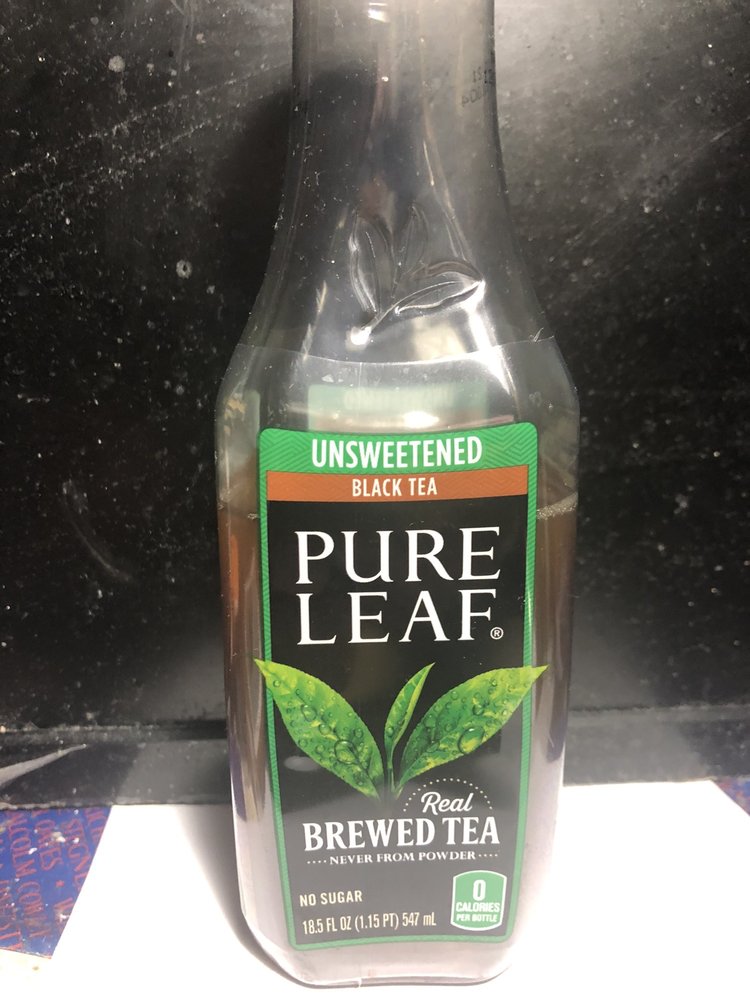 UNSWEETENED
BLACK TEA
PURE
LEAF®
Real
BREWED TEA
NEVER FROM POWDER
NO SUGAR
0
CALORIES
PER BOTTLE
18.5 FL OZ (1.15 PT) 547 mL